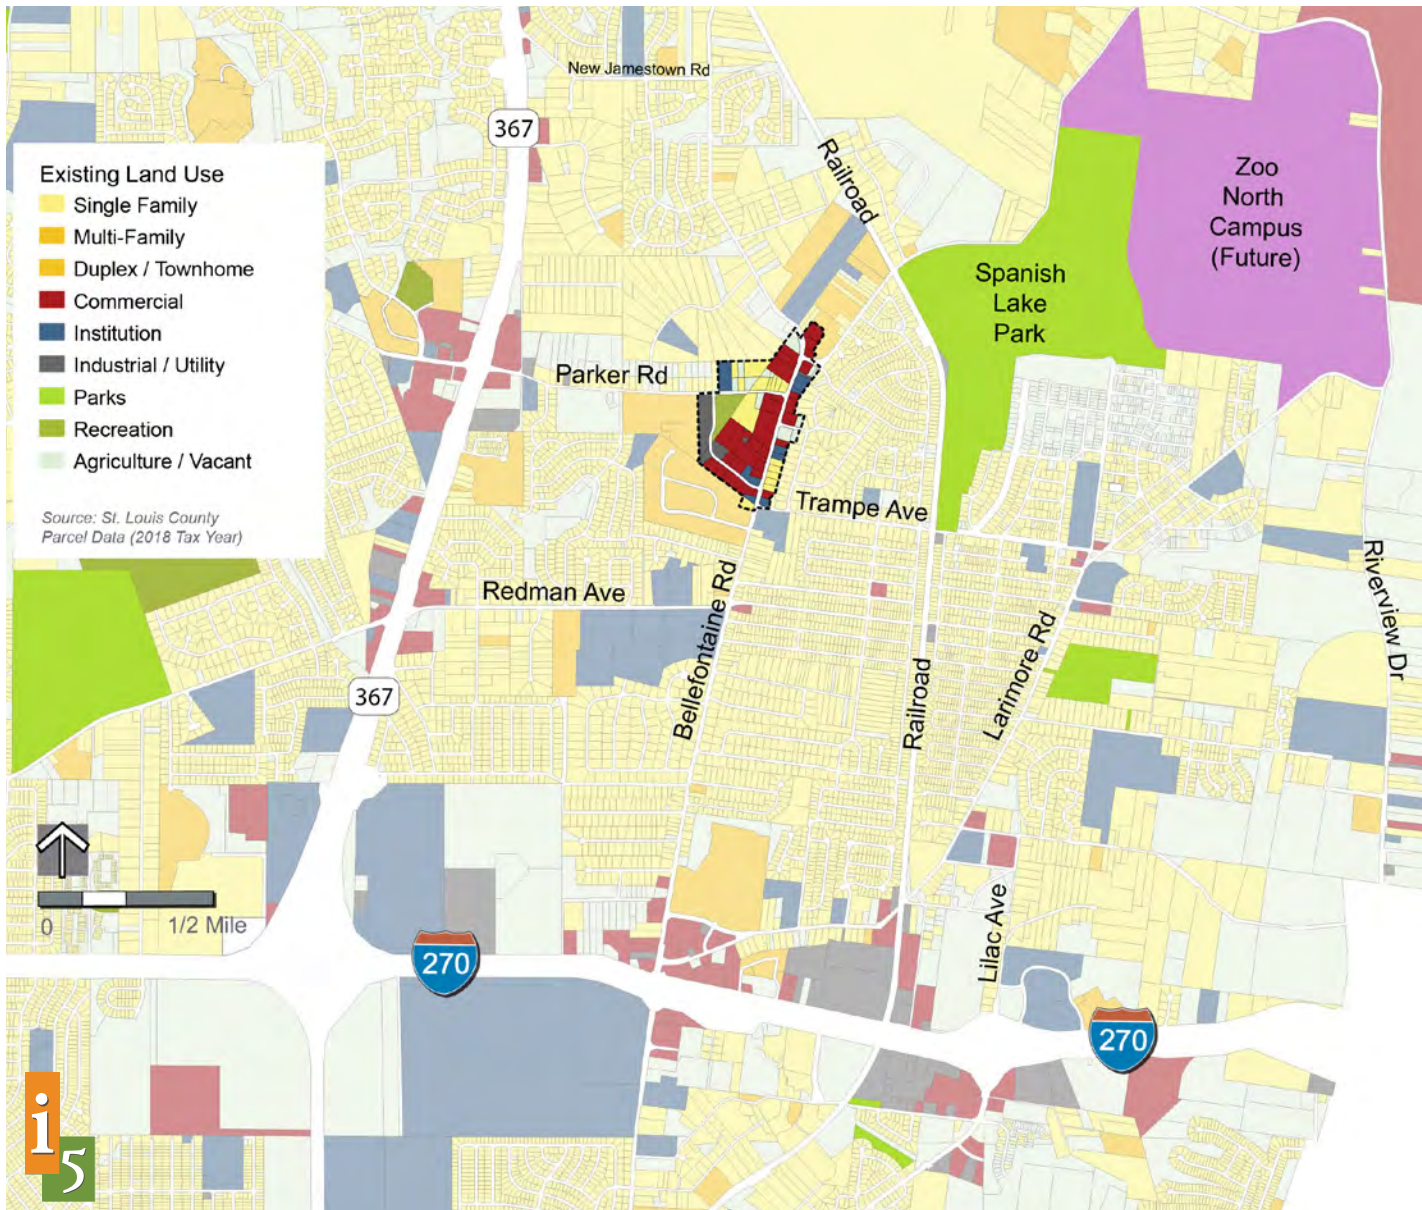 New Jamestown Rd
367
Railroad
Zoo
North
Campus
(Future)
Existing Land Use
Single Family
Multi-Family
Duplex / Townhome
Commercial
Institution
Industrial / Utility
Parks
Recreation
Agriculture / Vacant
Source: St. Louis County
Parcel Data (2018 Tax Year)
Spanish
Lake
Park
Parker Rd
Trampe Ave
Redman Ave
Bellefontaine Rd
Railroad
Larimore Rd
Riverview Dr
367
0
1/2 Mile
Lilac Ave
270
270
i5